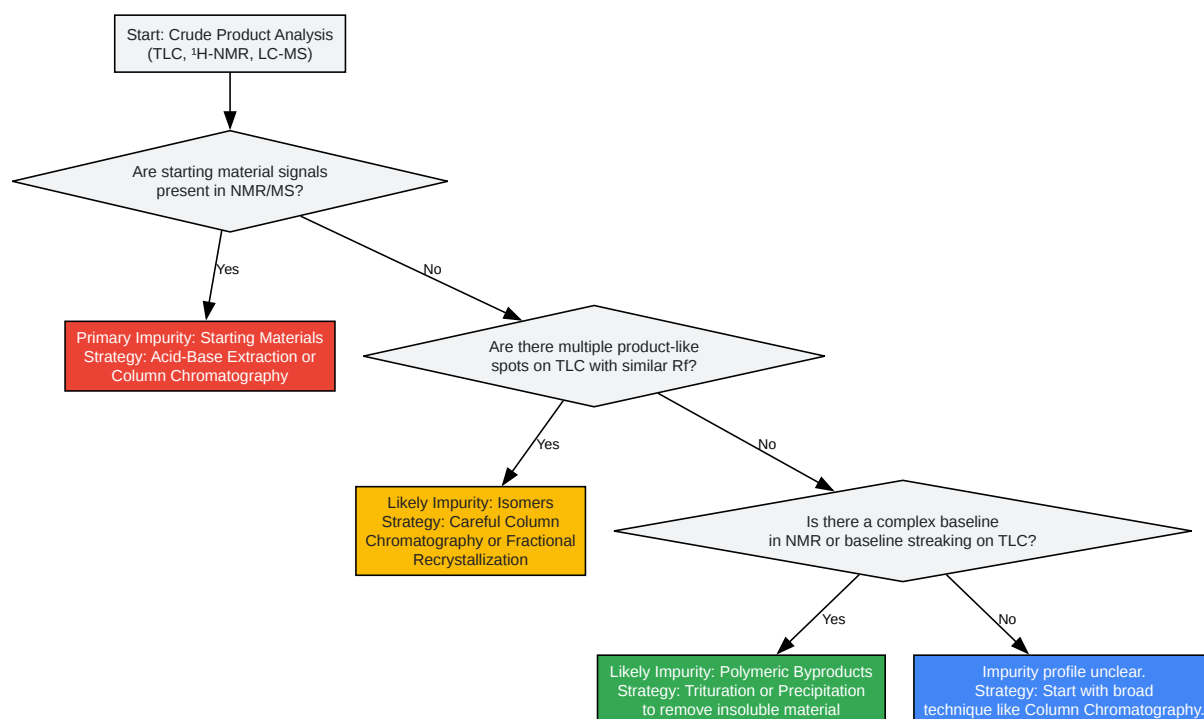 Start: Crude Product Analysis
(TLC, ¹H-NMR, LC-MS)
Are starting material signals
present in NMR/MS?
Yes
No
Primary Impurity: Starting Materials
Strategy: Acid-Base Extraction or
Column Chromatography
Are there multiple product-like
spots on TLC with similar Rf?
Yes
No
Likely Impurity: Isomers
Strategy: Careful Column
Chromatography or Fractional
Recrystallization
Is there a complex baseline
in NMR or baseline streaking on TLC?
Yes
No
Likely Impurity: Polymeric Byproducts
Strategy: Trituration or Precipitation
to remove insoluble material
Impurity profile unclear.
Strategy: Start with broad
technique like Column Chromatography.